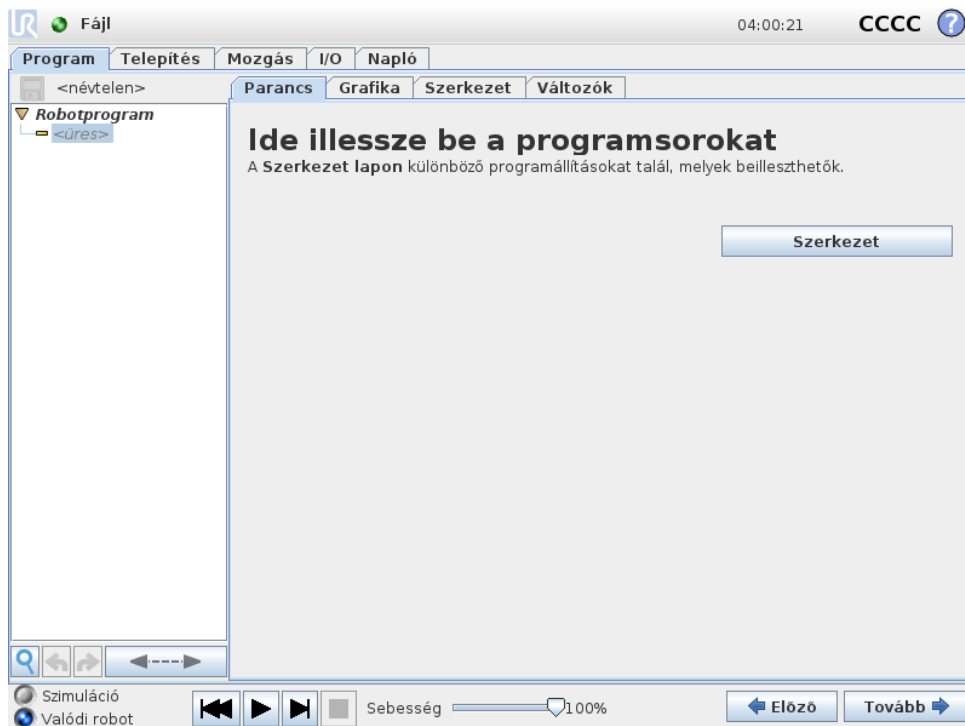 UR Fájl 04:00:21 CCCC ?
Program Telepítés Mozgás I/O Napló
<névtelen> Parancs Grafika Szerkezet Változók
Robotprogram
<üres>
Ide illessze be a programsorokat
A Szerkezet lapon különböző programállításokat talál, melyek beilleszthetők.
Szerkezet
Szimuláció
Valódi robot
Sebesség 100%
Előző Tovább